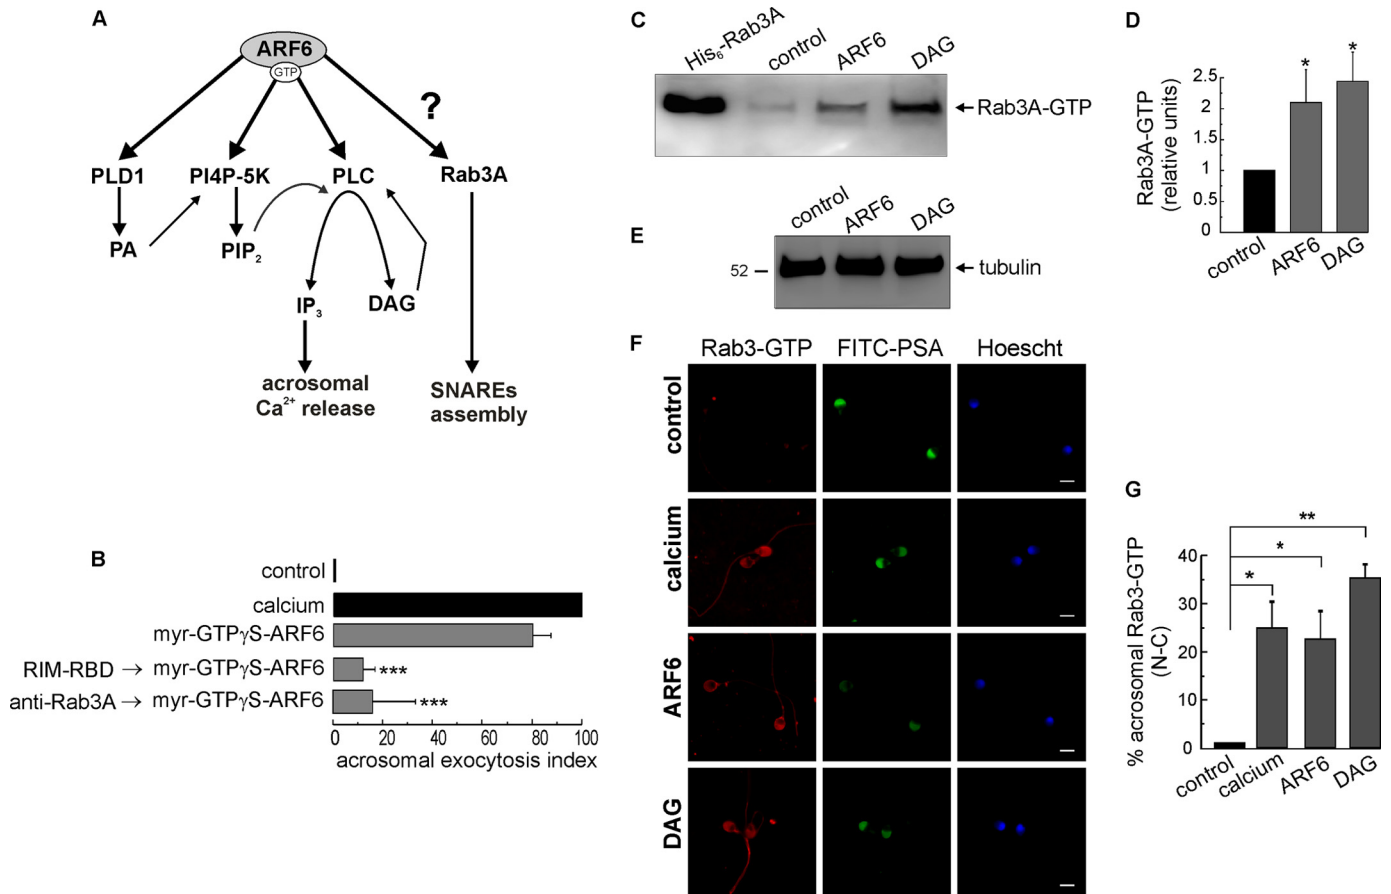 A
ARF6
GTP
?
PLD1 PI4P-5K PLC Rab3A
PA PIP₂
IP₃ DAG
acrosomal
Ca²⁺ release
SNAREs
assembly
B
control
calcium
myr-GTPγS-ARF6
RIM-RBD → myr-GTPγS-ARF6 ***
anti-Rab3A → myr-GTPγS-ARF6 ***
0 20 40 60 80 100
acrosomal exocytosis index
C
His₆-Rab3A control ARF6 DAG
← Rab3A-GTP
D
Rab3A-GTP
(relative units)
2.5
2
1.5
1
0.5
0
* *
control ARF6 DAG
E
control ARF6 DAG
52
← tubulin
F
Rab3-GTP FITC-PSA Hoescht
control
calcium
ARF6
DAG
G
% acrosomal Rab3-GTP
(N-C)
40
35
30
20
10
0
**
*
*
control calcium ARF6 DAG